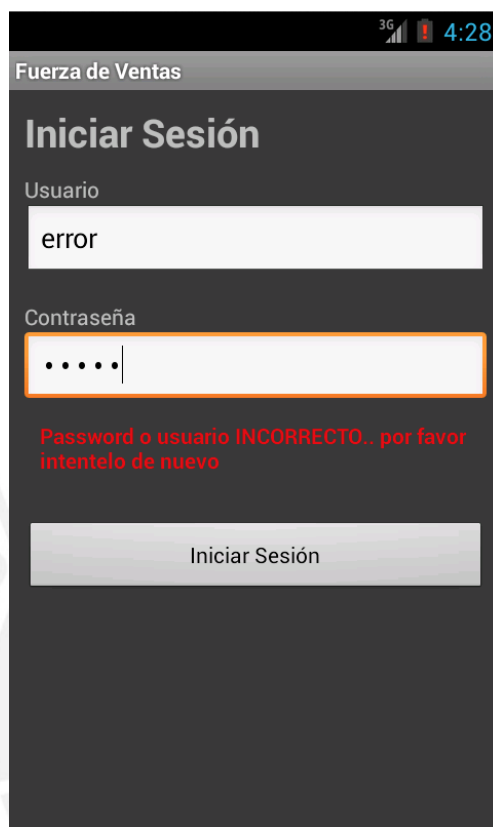 3G 4:28
Fuerza de Ventas
Iniciar Sesión
Usuario
error
Contraseña
•••••
Password o usuario INCORRECTO.. por favor
intentelo de nuevo
Iniciar Sesión